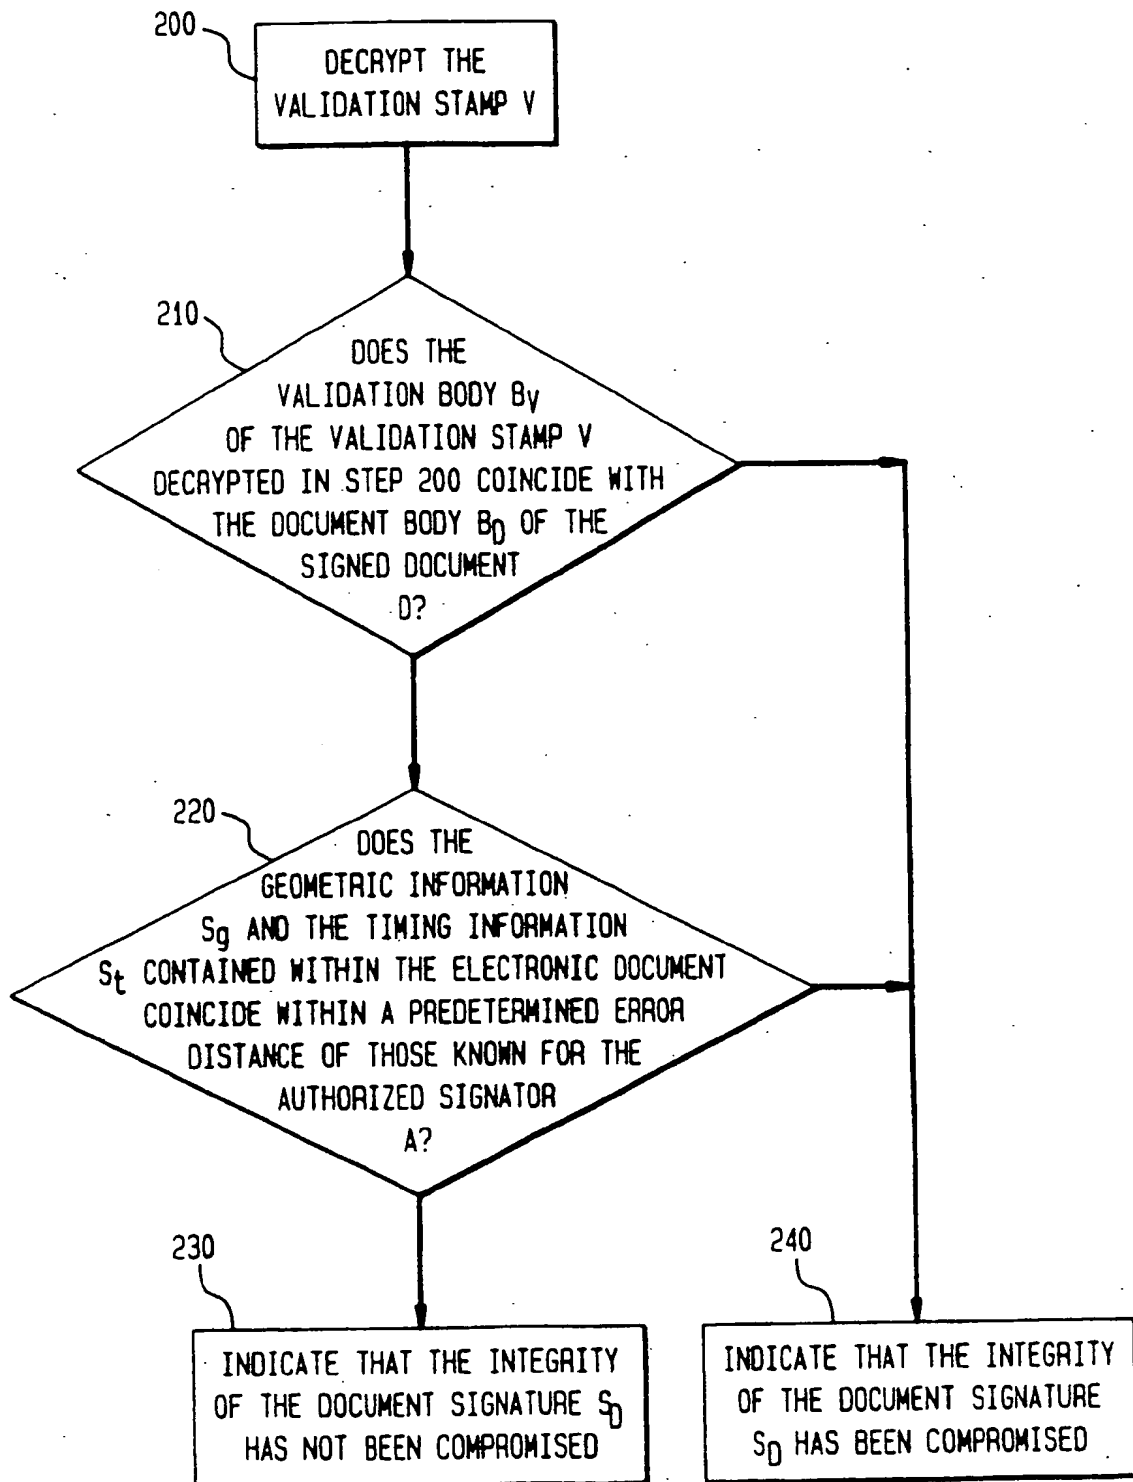 200
DECRYPT THE
VALIDATION STAMP V
210
DOES THE
VALIDATION BODY BV
OF THE VALIDATION STAMP V
DECRYPTED IN STEP 200 COINCIDE WITH
THE DOCUMENT BODY BD OF THE
SIGNED DOCUMENT
D?
220
DOES THE
GEOMETRIC INFORMATION
Sg AND THE TIMING INFORMATION
St CONTAINED WITHIN THE ELECTRONIC DOCUMENT
COINCIDE WITHIN A PREDETERMINED ERROR
DISTANCE OF THOSE KNOWN FOR THE
AUTHORIZED SIGNATOR
A?
230
INDICATE THAT THE INTEGRITY
OF THE DOCUMENT SIGNATURE SD
HAS NOT BEEN COMPROMISED
240
INDICATE THAT THE INTEGRITY
OF THE DOCUMENT SIGNATURE
SD HAS BEEN COMPROMISED